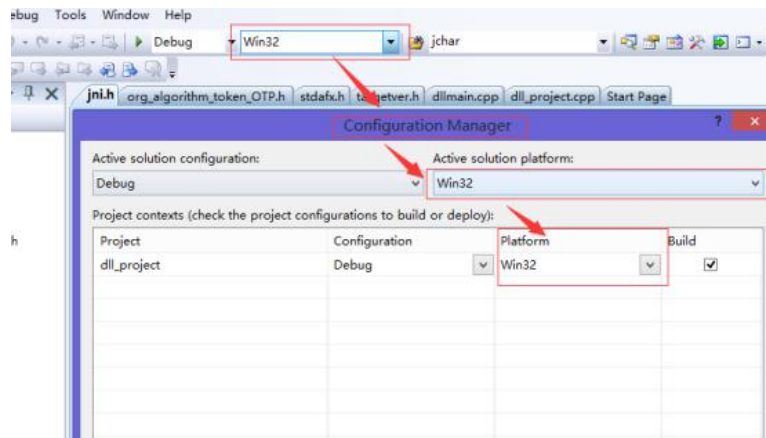 ebug Tools Window Help
Debug Win32 jchar
jni.h org_algorithm_token_OTP.h stdafx.h targetver.h dllmain.cpp dll_project.cpp Start Page
Configuration Manager ?
Active solution configuration: Active solution platform:
Debug Win32
Project contexts (check the project configurations to build or deploy):
h Project Configuration Platform Build
dll_project Debug Win32